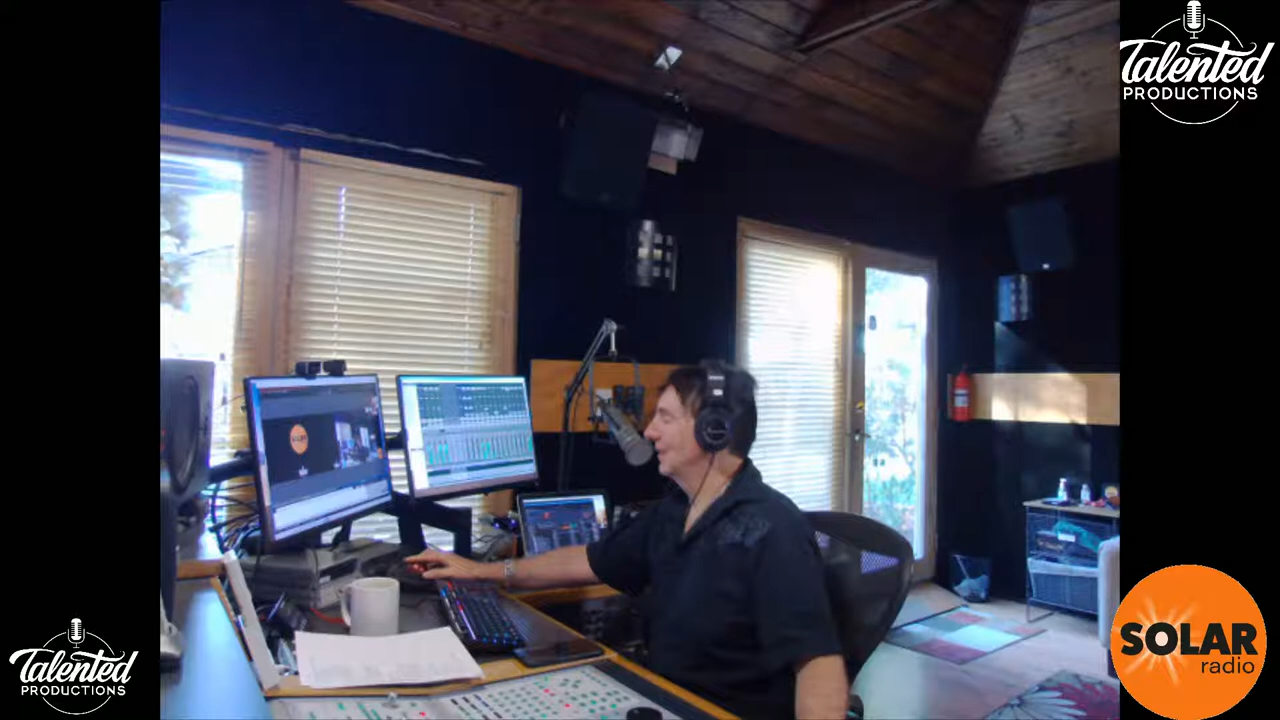 Talented
PRODUCTIONS
Talented
PRODUCTIONS
SOLAR
radio